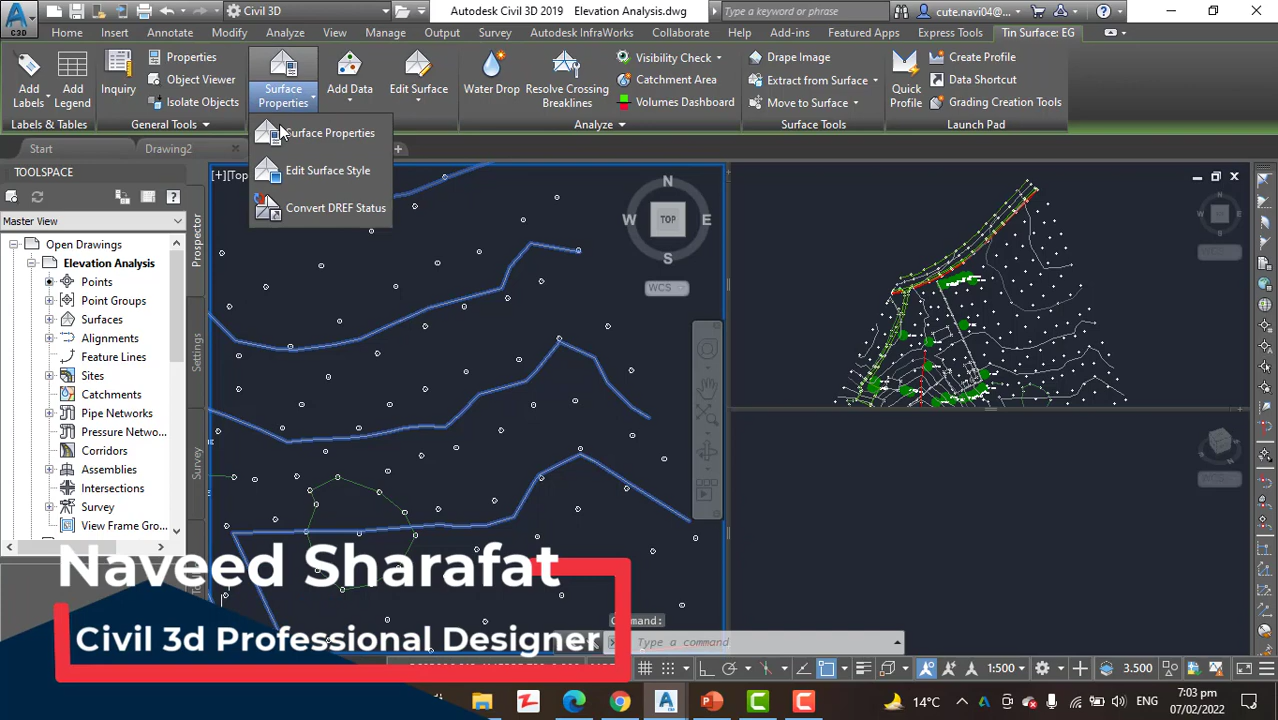 Civil 3D
Autodesk Civil 3D 2019 Elevation Analysis.dwg
Type a keyword or phrase
cute.navi04@...
C3D
Home Insert Annotate Modify Analyze View Manage Output Survey Autodesk InfraWorks Collaborate Help Add-ins Featured Apps Express Tools Tin Surface: EG
Add Labels
Add Legend
Labels & Tables
Inquiry
Properties
Object Viewer
Isolate Objects
General Tools
Surface Properties
Add Data
Edit Surface
Water Drop
Resolve Crossing Breaklines
Visibility Check
Catchment Area
Volumes Dashboard
Analyze
Drape Image
Extract from Surface
Move to Surface
Surface Tools
Quick Profile
Create Profile
Data Shortcut
Grading Creation Tools
Launch Pad
Surface Properties
Edit Surface Style
Convert DREF Status
Start
Drawing2
TOOLSPACE
Master View
Open Drawings
Elevation Analysis
Points
Point Groups
Surfaces
Alignments
Feature Lines
Sites
Catchments
Pipe Networks
Pressure Netwo...
Corridors
Assemblies
Intersections
Survey
View Frame Gro...
Prospector
Settings
Survey
[+][Top
N
W TOP E
S
WCS
Command:
Type a command
1:500
3.500
Naveed Sharafat
Civil 3d Professional Designer
14°C
ENG
7:03 pm
07/02/2022